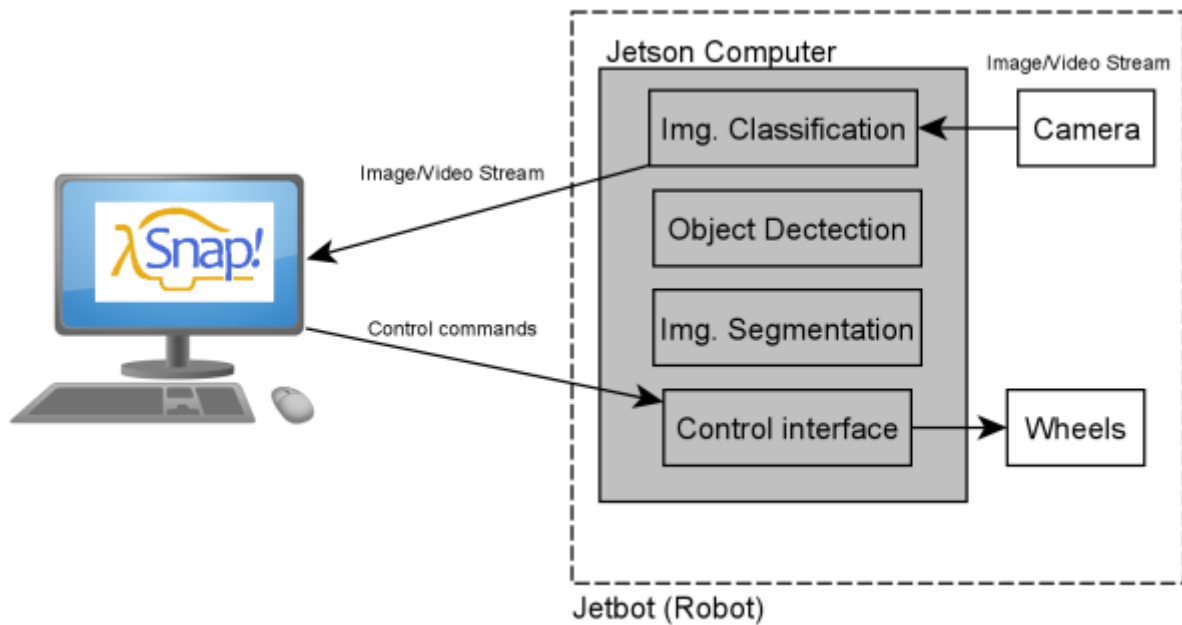 Jetson Computer
Image/Video Stream
Img. Classification
Camera
Image/Video Stream
λSnap!
Object Dectection
Img. Segmentation
Control commands
Control interface
Wheels
Jetbot (Robot)